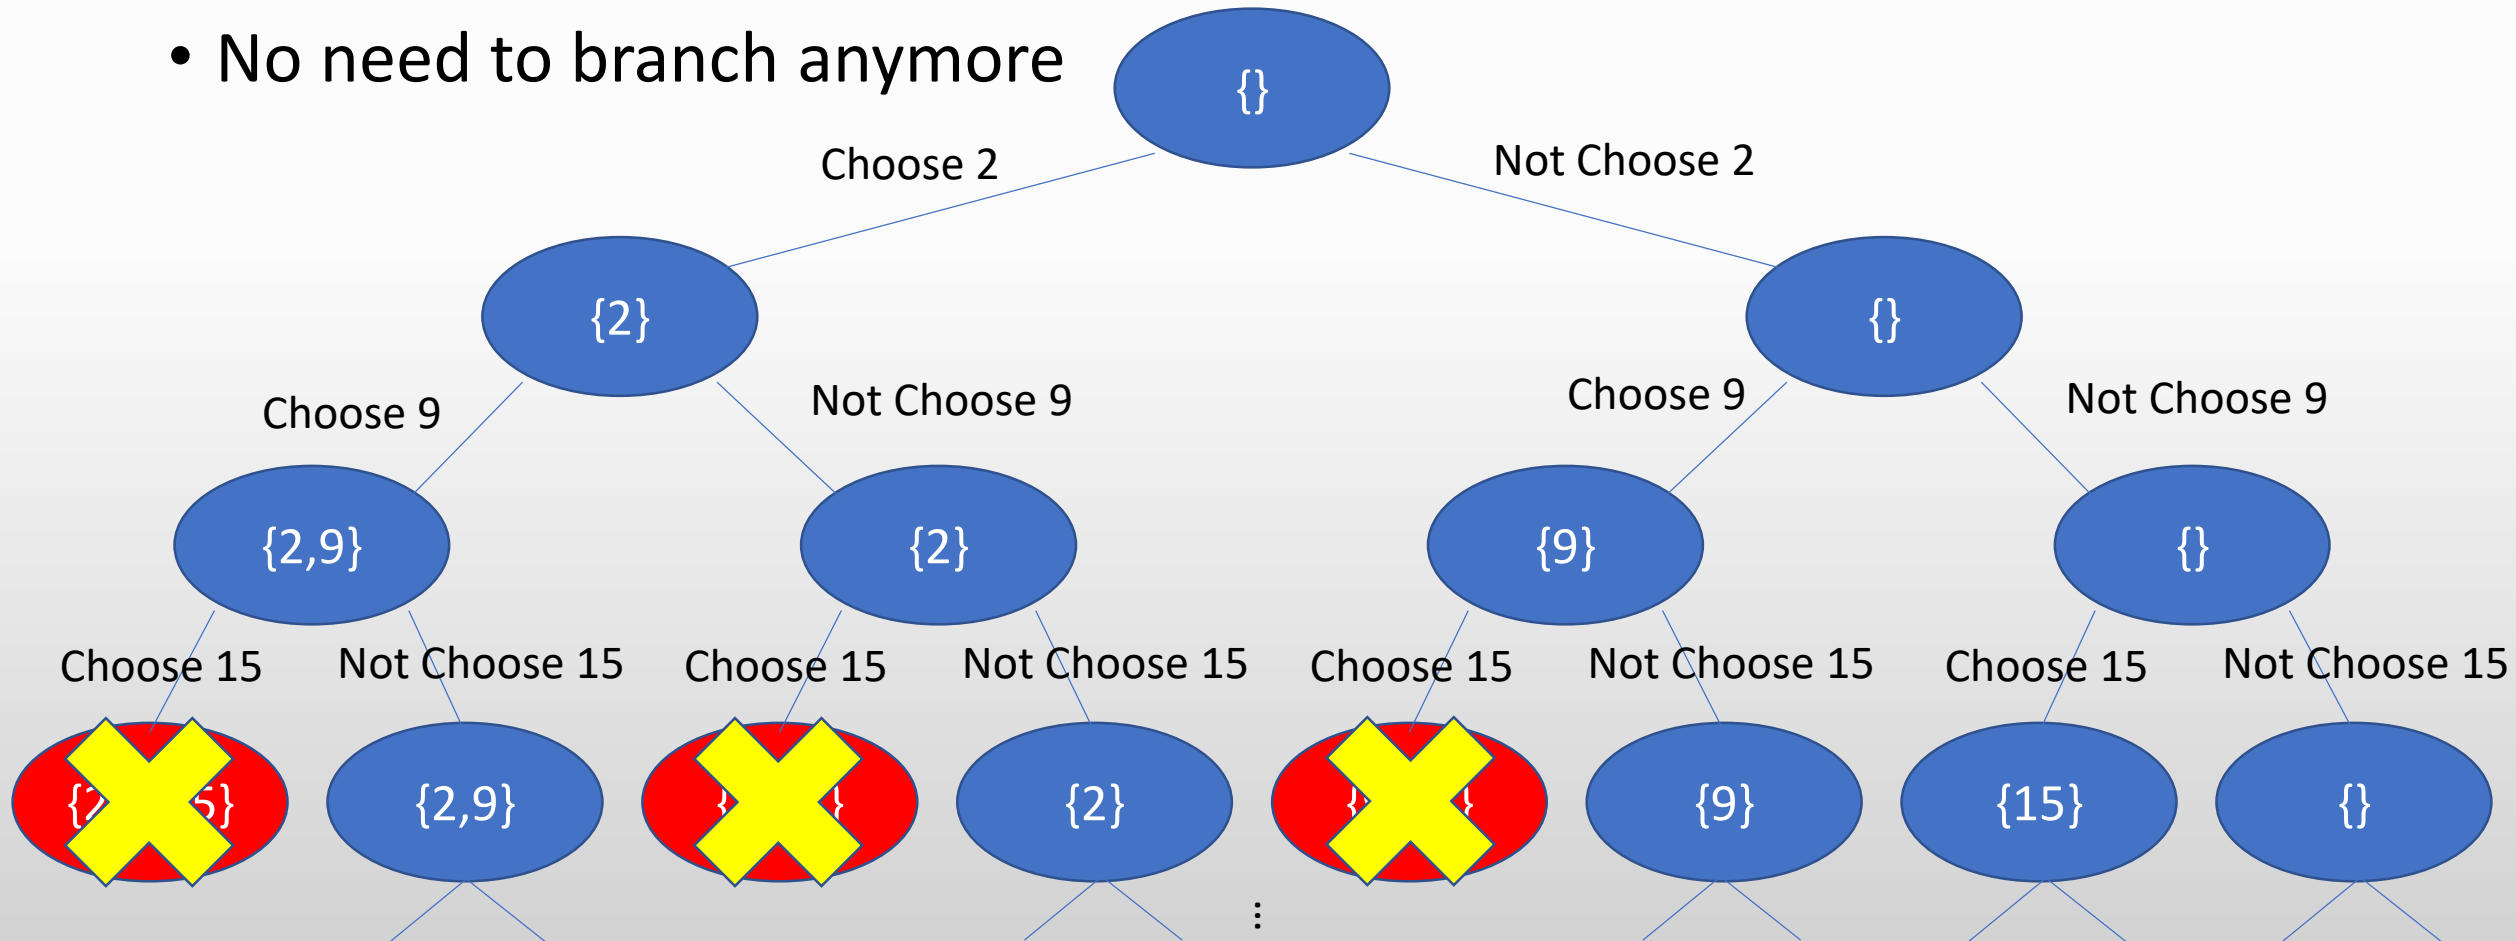 • No need to branch anymore
{}
Choose 2
Not Choose 2
{2}
{}
Choose 9
Not Choose 9
Choose 9
Not Choose 9
{2,9}
{2}
{9}
{}
Choose 15
Not Choose 15
Choose 15
Not Choose 15
Choose 15
Not Choose 15
Choose 15
Not Choose 15
{2 5}
{2,9}
{ }
{2}
{ }
{9}
{15}
{}
⋮